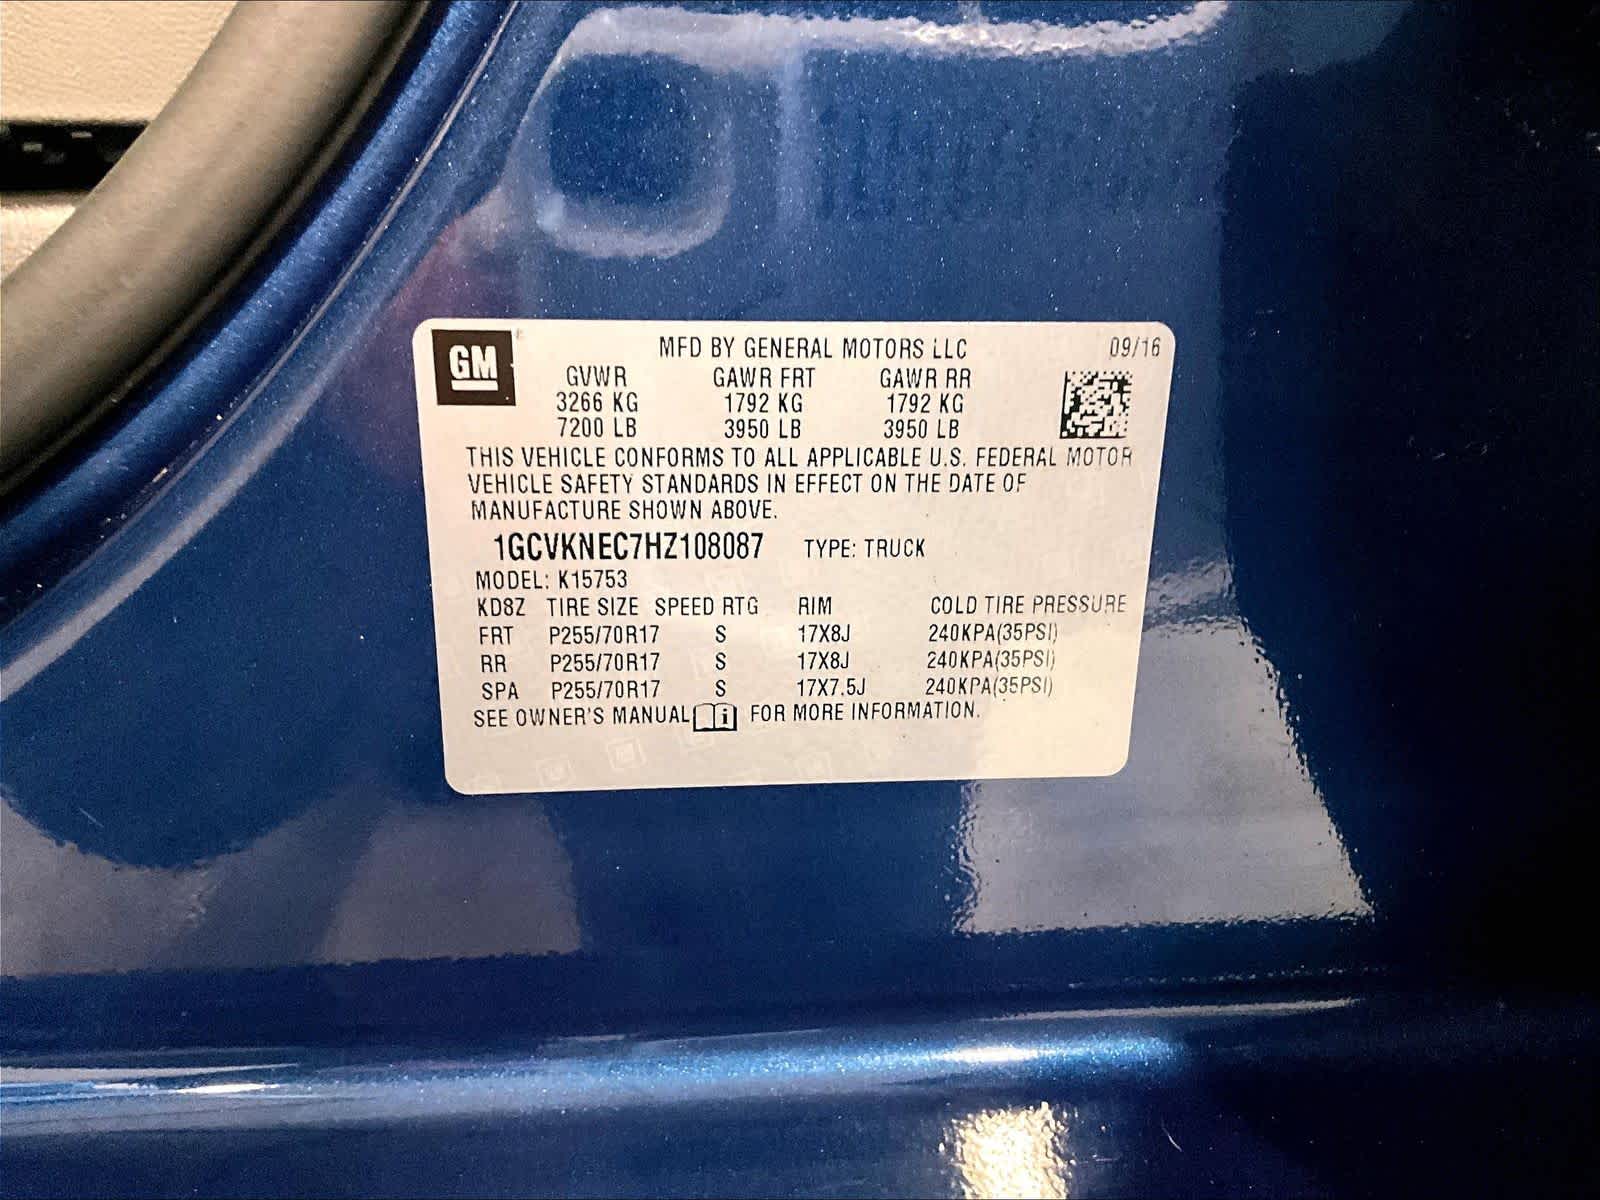 GM
MFD BY GENERAL MOTORS LLC 09/16
GVWR GAWR FRT GAWR RR
3266 KG 1792 KG 1792 KG
7200 LB 3950 LB 3950 LB
THIS VEHICLE CONFORMS TO ALL APPLICABLE U.S. FEDERAL MOTOR
VEHICLE SAFETY STANDARDS IN EFFECT ON THE DATE OF
MANUFACTURE SHOWN ABOVE.
1GCVKNEC7HZ108087 TYPE: TRUCK
MODEL: K15753
KD8Z TIRE SIZE SPEED RTG RIM COLD TIRE PRESSURE
FRT P255/70R17 S 17X8J 240KPA(35PSI)
RR P255/70R17 S 17X8J 240KPA(35PSI)
SPA P255/70R17 S 17X7.5J 240KPA(35PSI)
SEE OWNER'S MANUAL i FOR MORE INFORMATION.